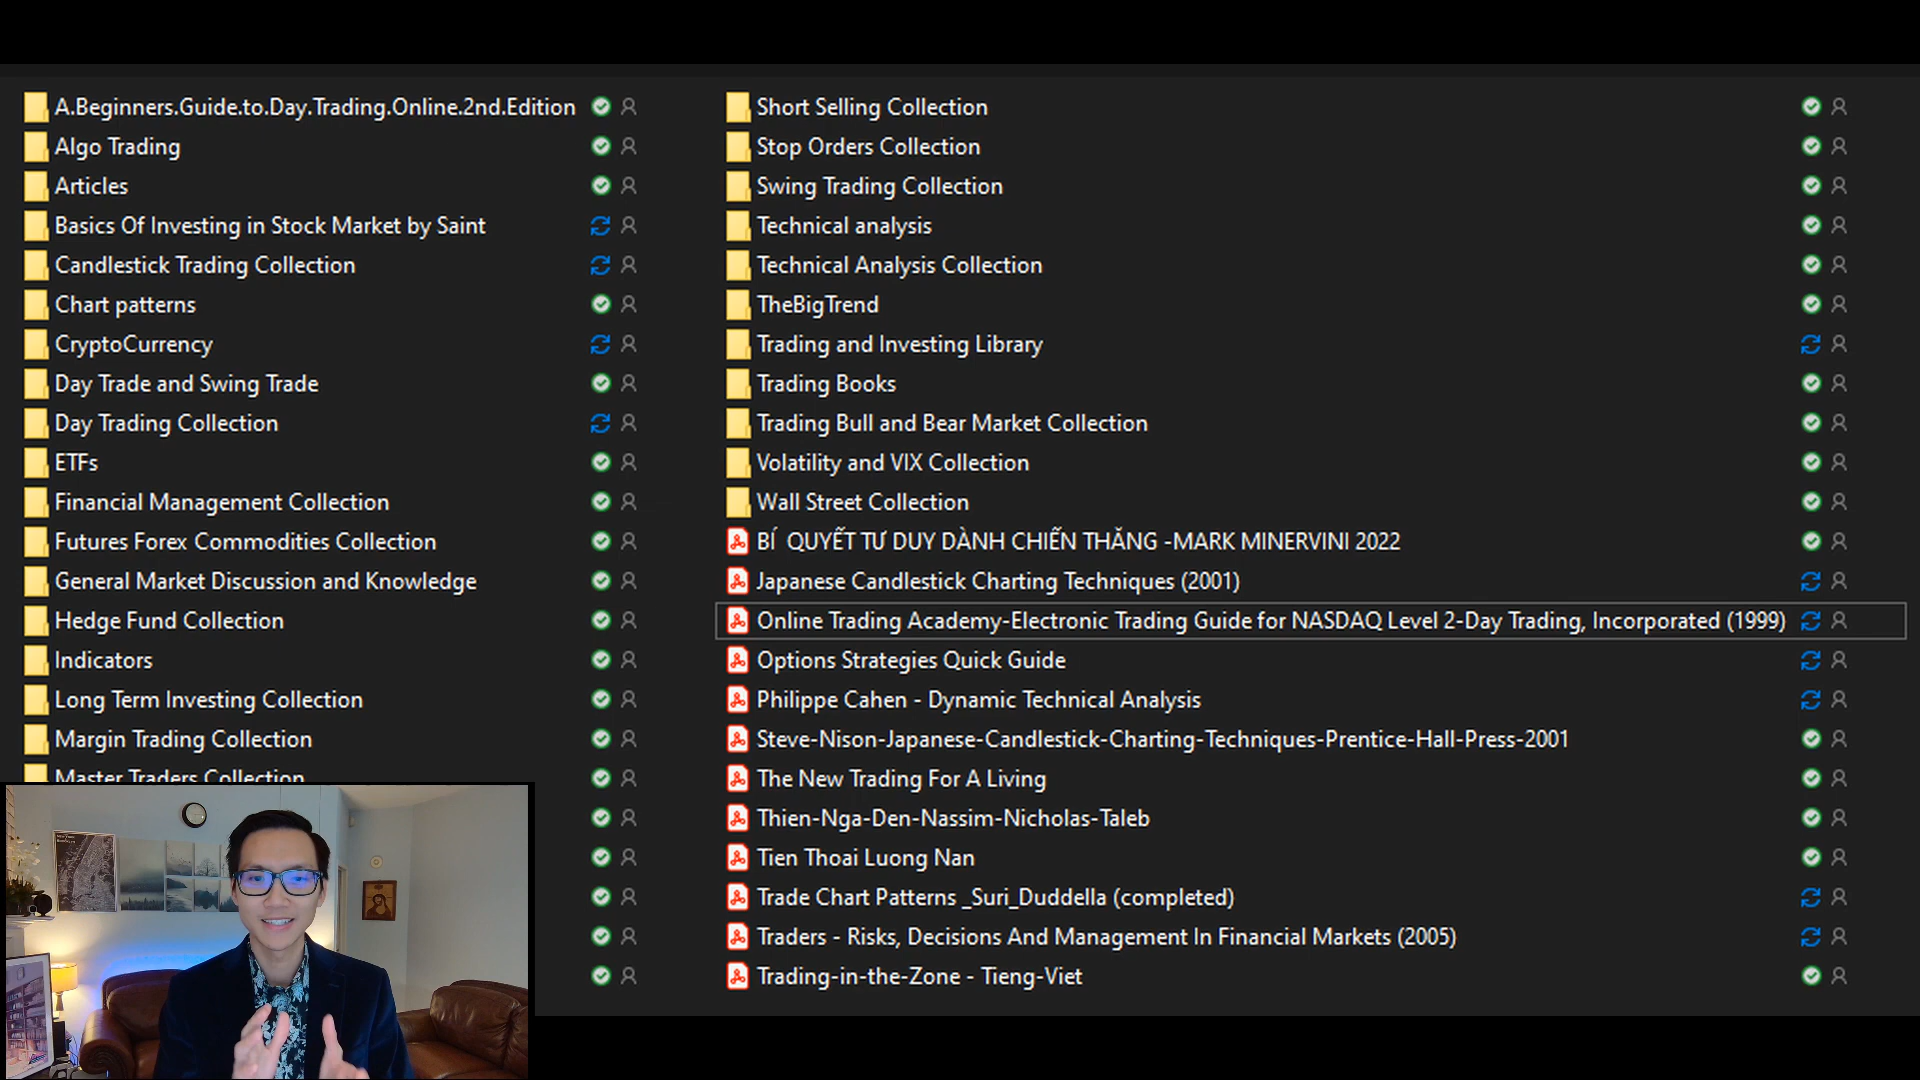 A.Beginners.Guide.to.Day.Trading.Online.2nd.Edition
Algo Trading
Articles
Basics Of Investing in Stock Market by Saint
Candlestick Trading Collection
Chart patterns
CryptoCurrency
Day Trade and Swing Trade
Day Trading Collection
ETFs
Financial Management Collection
Futures Forex Commodities Collection
General Market Discussion and Knowledge
Hedge Fund Collection
Indicators
Long Term Investing Collection
Margin Trading Collection
Master Traders Collection
Short Selling Collection
Stop Orders Collection
Swing Trading Collection
Technical analysis
Technical Analysis Collection
TheBigTrend
Trading and Investing Library
Trading Books
Trading Bull and Bear Market Collection
Volatility and VIX Collection
Wall Street Collection
BÍ  QUYẾT TƯ DUY DÀNH CHIẾN THẮNG -MARK MINERVINI 2022
Japanese Candlestick Charting Techniques (2001)
Online Trading Academy-Electronic Trading Guide for NASDAQ Level 2-Day Trading, Incorporated (1999)
Options Strategies Quick Guide
Philippe Cahen - Dynamic Technical Analysis
Steve-Nison-Japanese-Candlestick-Charting-Techniques-Prentice-Hall-Press-2001
The New Trading For A Living
Thien-Nga-Den-Nassim-Nicholas-Taleb
Tien Thoai Luong Nan
Trade Chart Patterns _Suri_Duddella (completed)
Traders - Risks, Decisions And Management In Financial Markets (2005)
Trading-in-the-Zone - Tieng-Viet